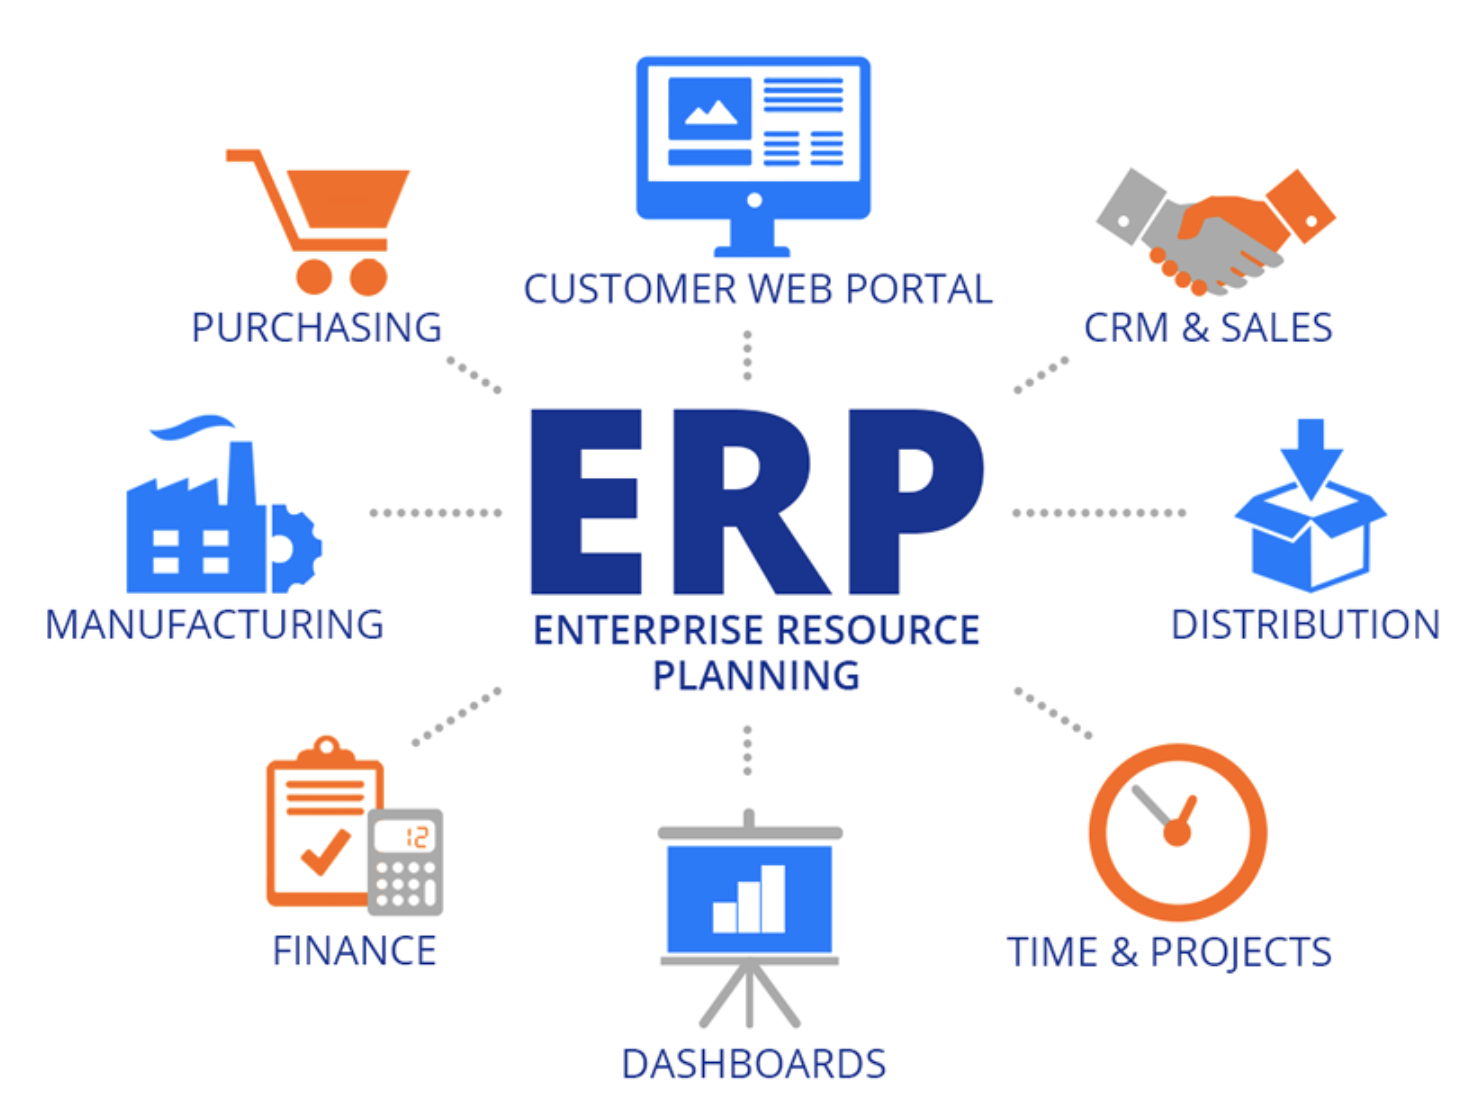 CUSTOMER WEB PORTAL
PURCHASING
CRM & SALES
ERP
ENTERPRISE RESOURCE
PLANNING
MANUFACTURING
DISTRIBUTION
12
FINANCE
TIME & PROJECTS
DASHBOARDS